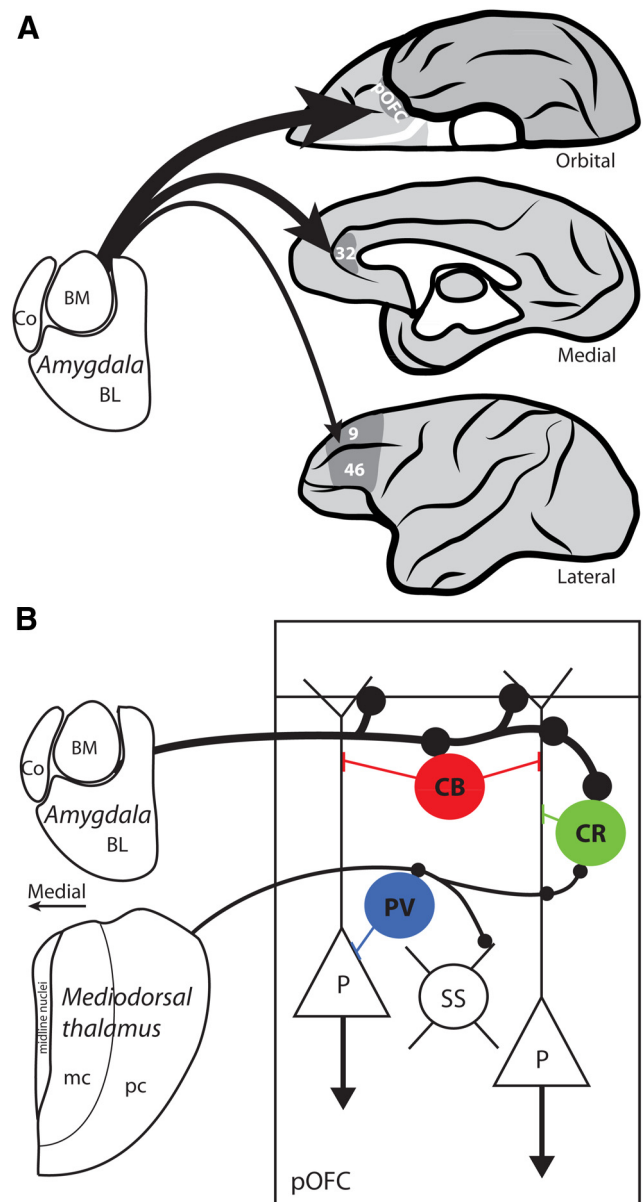 A
pOFC
Orbital
32
Medial
BM
Co
Amygdala
BL
9
46
Lateral
B
BM
Co
Amygdala
BL
CB
CR
Medial
PV
P
SS
Mediodorsal
thalamus
midline nuclei
mc
pc
P
pOFC